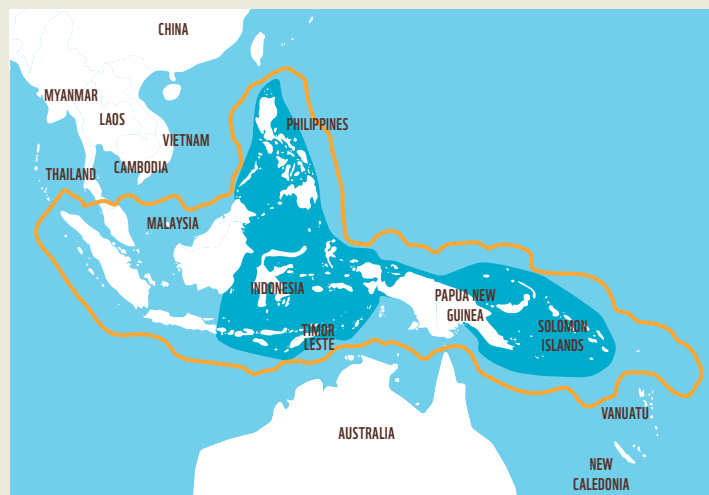 CHINA
MYANMAR
LAOS
PHILIPPINES
VIETNAM
CAMBODIA
THAILAND
MALAYSIA
INDONESIA
PAPUA NEW
GUINEA
SOLOMON
ISLANDS
TIMOR
LESTE
VANUATU
AUSTRALIA
NEW
CALEDONIA